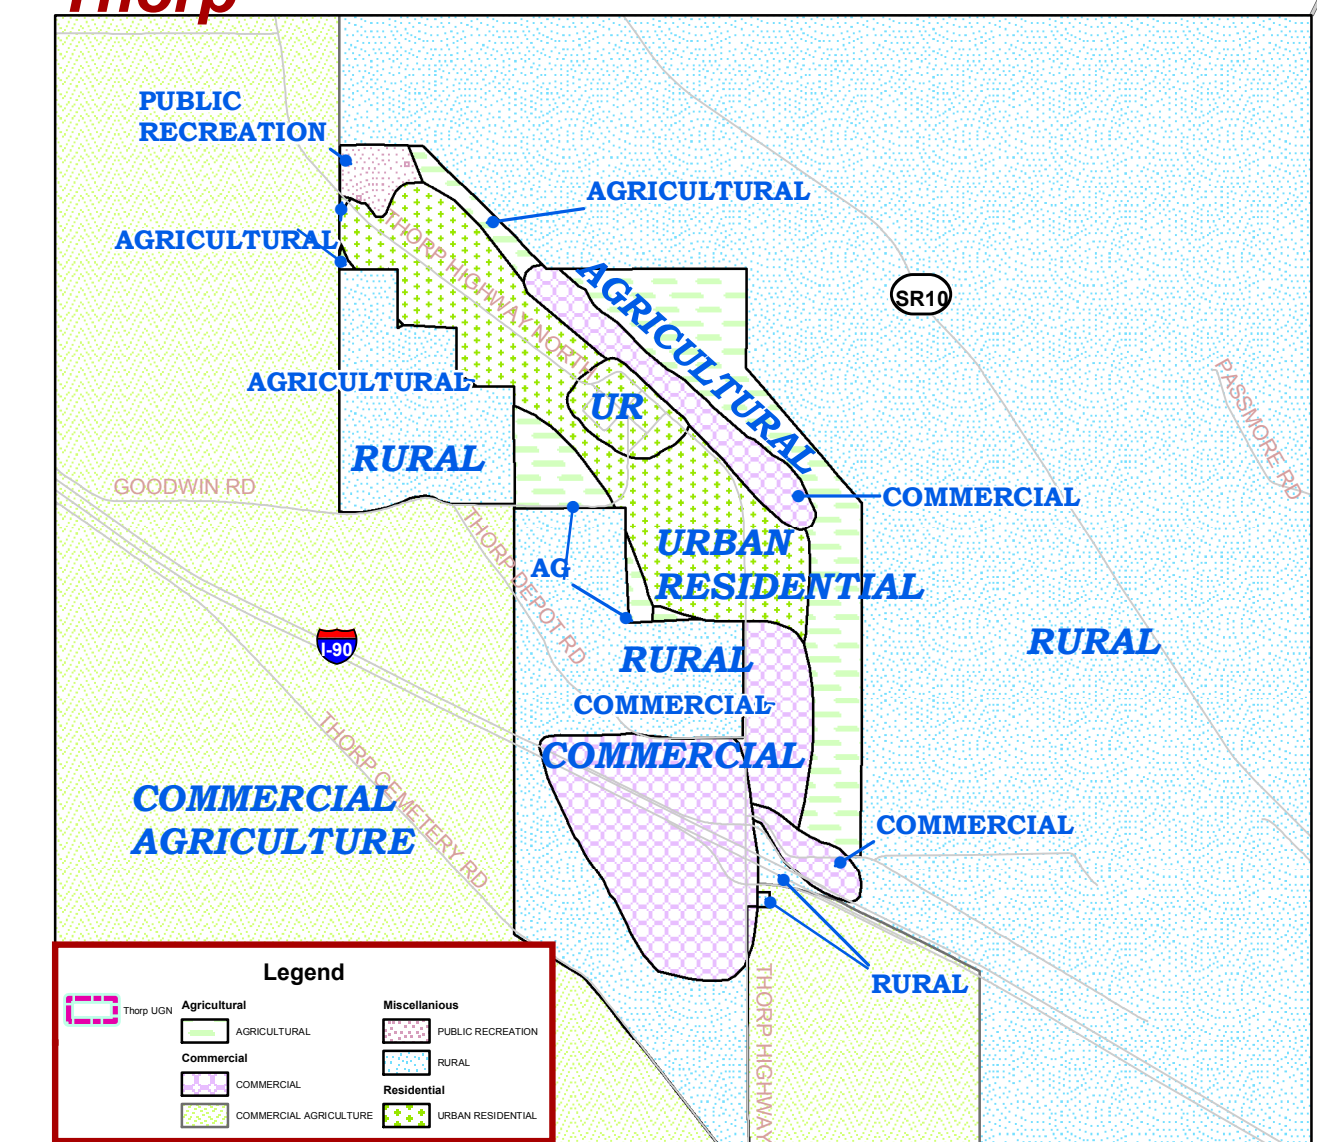 Thorp
PUBLIC
RECREATION
AGRICULTURAL
AGRICULTURAL
THORP HIGHWAY NORTH
AGRICULTURAL
SR10
PASSMORE RD
AGRICULTURAL
UR
RURAL
GOODWIN RD
COMMERCIAL
THORP DEPOT RD
URBAN
RESIDENTIAL
AG
I-90
RURAL
RURAL
COMMERCIAL
THORP CEMETERY RD
COMMERCIAL
COMMERCIAL
AGRICULTURE
COMMERCIAL
RURAL
THORP HIGHWAY
Legend
Thorp UGN
Agricultural
AGRICULTURAL
Commercial
COMMERCIAL
COMMERCIAL AGRICULTURE
Miscellanious
PUBLIC RECREATION
RURAL
Residential
URBAN RESIDENTIAL